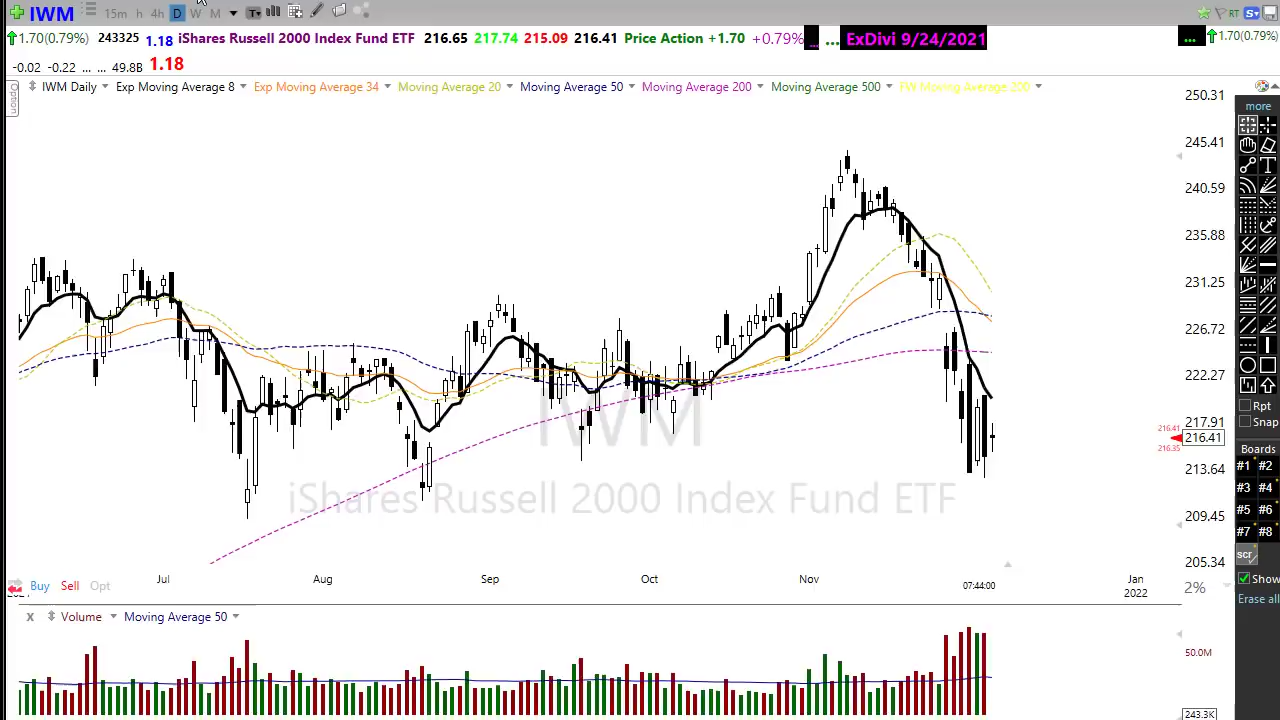 IWM 15m h 4h D W M T RT S
1.70(0.79%) 243325 1.18 iShares Russell 2000 Index Fund ETF 216.65 217.74 215.09 216.41 Price Action +1.70 +0.79% ... ... ExDivi 9/24/2021 ... 1.70(0.79%)
-0.02 -0.22 ... ... 49.8B 1.18
Option
IWM Daily Exp Moving Average 8 Exp Moving Average 34 Moving Average 20 Moving Average 50 Moving Average 200 Moving Average 500 FW Moving Average 200
250.31
245.41
240.59
235.88
231.25
226.72
222.27
217.91
216.41
216.41
216.35
213.64
209.45
205.34
IWM
iShares Russell 2000 Index Fund ETF
Jul Aug Sep Oct Nov Jan
2022
07:44:00
Buy Sell Opt
2%
X Volume Moving Average 50
50.0M
243.3K
more
T
Rpt
Snap
Boards
#1 #2
#3 #4
#5 #6
#7 #8
scr
Show
Erase all